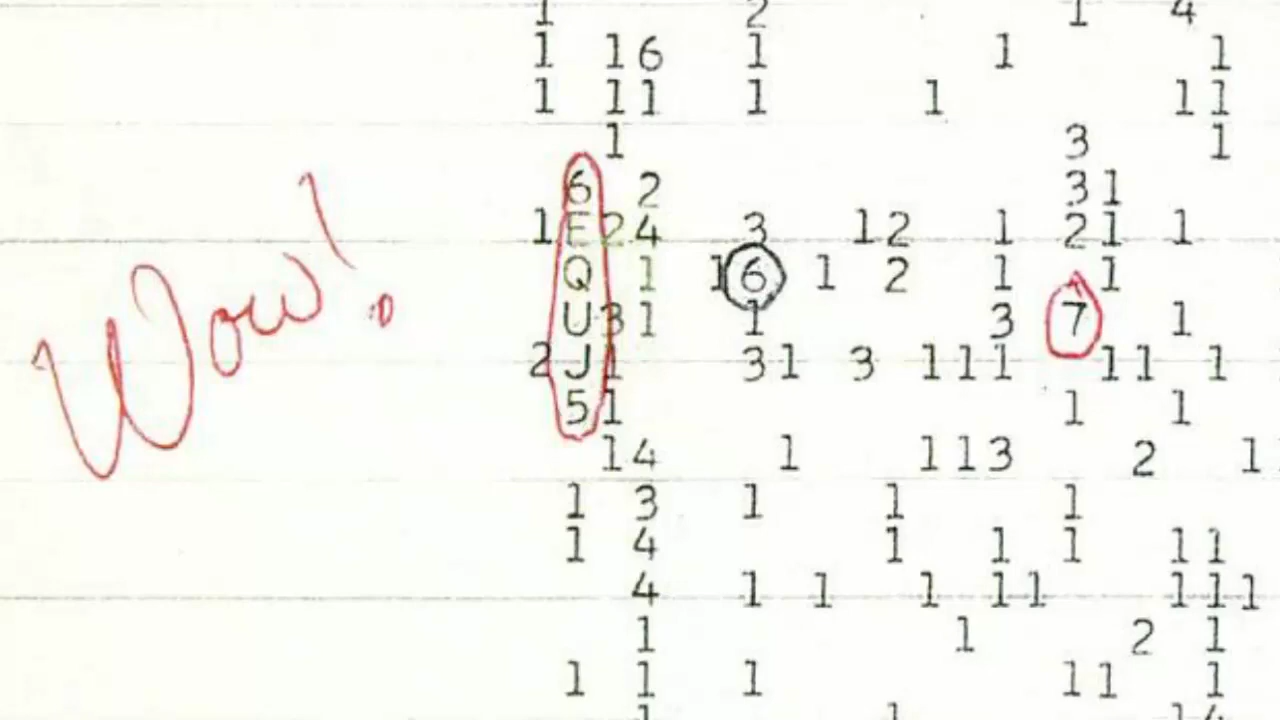 1 2 1 4
1 16 1 1 1
1 11 1 1 11
1 3 1
6 2 31
1E24 3 12 1 21 1
Q 1 16 1 2 1 1
Wow!
U31 1 3 7 1
2J1 31 3 111 11 1
51 1 1
14 1 113 2 1
1 3 1 1 1
1 4 1 1 1 11
4 1 1 1 11 111
1 1 2 1
1 1 1 11 1
1 1 14